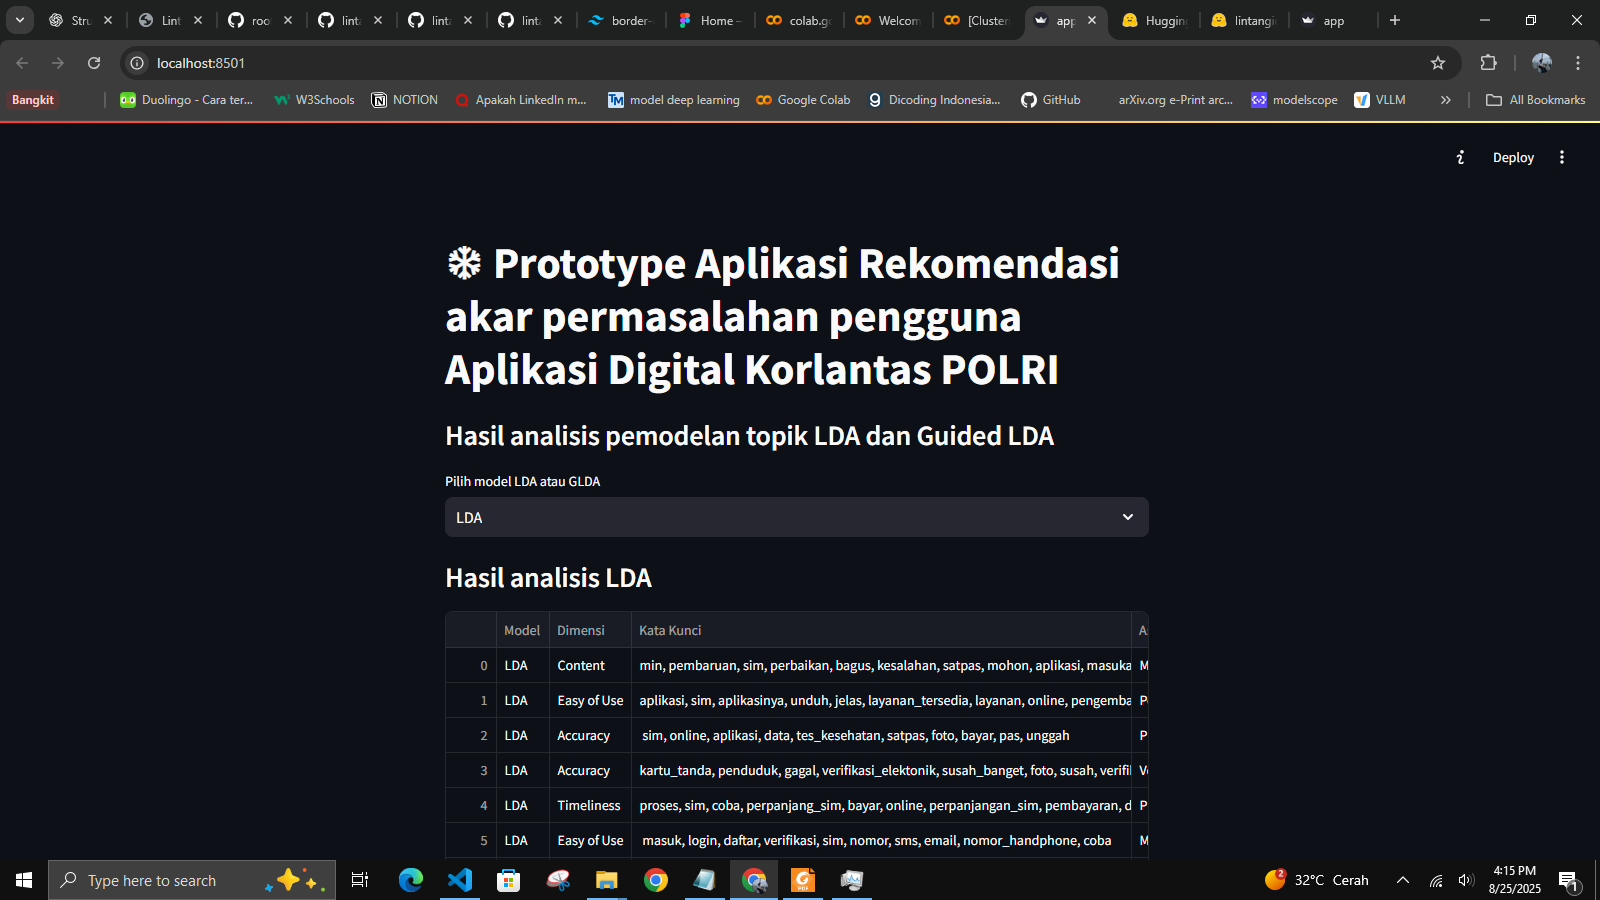 Stru
Lint
roo
lint
lint
lint
border-
Home -
colab.g
Welcom
[Cluster
app
Hugging
lintangi
app
localhost:8501
Bangkit
Duolingo - Cara ter...
W3Schools
NOTION
Apakah LinkedIn m...
model deep learning
Google Colab
Dicoding Indonesia...
GitHub
arXiv.org e-Print arc...
modelscope
VLLM
All Bookmarks
Deploy
Prototype Aplikasi Rekomendasi
akar permasalahan pengguna
Aplikasi Digital Korlantas POLRI
Hasil analisis pemodelan topik LDA dan Guided LDA
Pilih model LDA atau GLDA
LDA
Hasil analisis LDA
Model Dimensi Kata Kunci A
0 LDA Content min, pembaruan, sim, perbaikan, bagus, kesalahan, satpas, mohon, aplikasi, masuka M
1 LDA Easy of Use aplikasi, sim, aplikasinya, unduh, jelas, layanan_tersedia, layanan, online, pengemba P
2 LDA Accuracy sim, online, aplikasi, data, tes_kesehatan, satpas, foto, bayar, pas, unggah P
3 LDA Accuracy kartu_tanda, penduduk, gagal, verifikasi_elektonik, susah_banget, foto, susah, verifi V
4 LDA Timeliness proses, sim, coba, perpanjang_sim, bayar, online, perpanjangan_sim, pembayaran, d P
5 LDA Easy of Use masuk, login, daftar, verifikasi, sim, nomor, sms, email, nomor_handphone, coba M
Type here to search
2
32°C Cerah
4:15 PM
8/25/2025
1